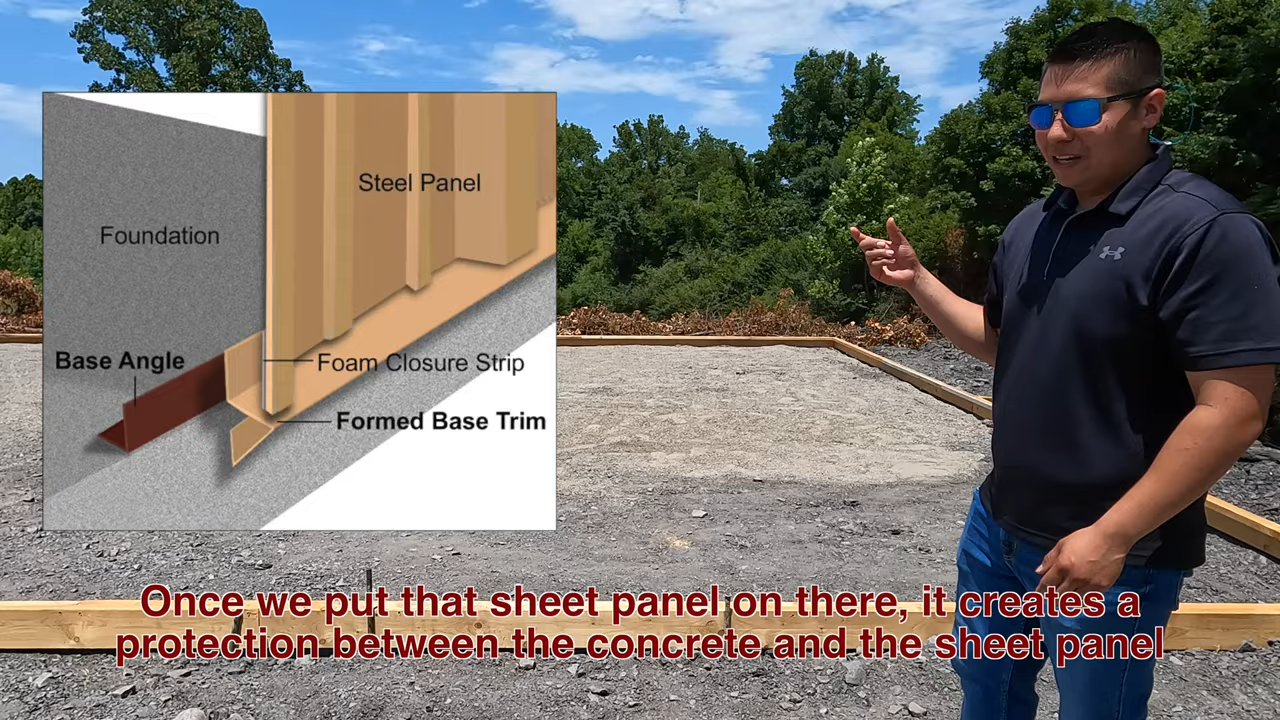 Steel Panel
Foundation
Base Angle
Foam Closure Strip
Formed Base Trim
Once we put that sheet panel on there, it creates a
protection between the concrete and the sheet panel